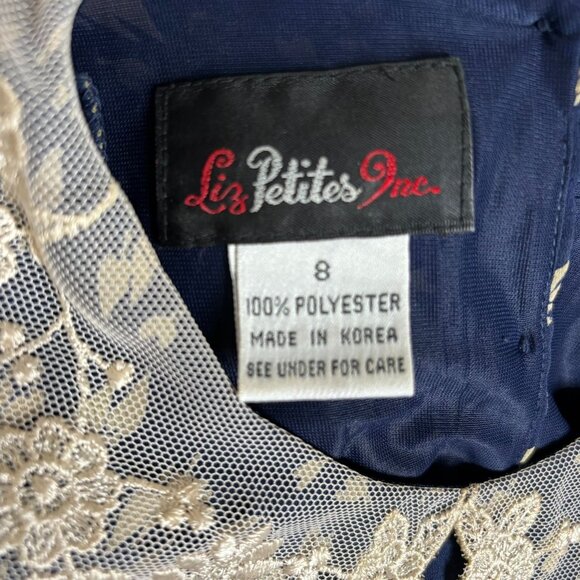 Liz Petites Inc.
8
100% POLYESTER
MADE IN KOREA
SEE UNDER FOR CARE